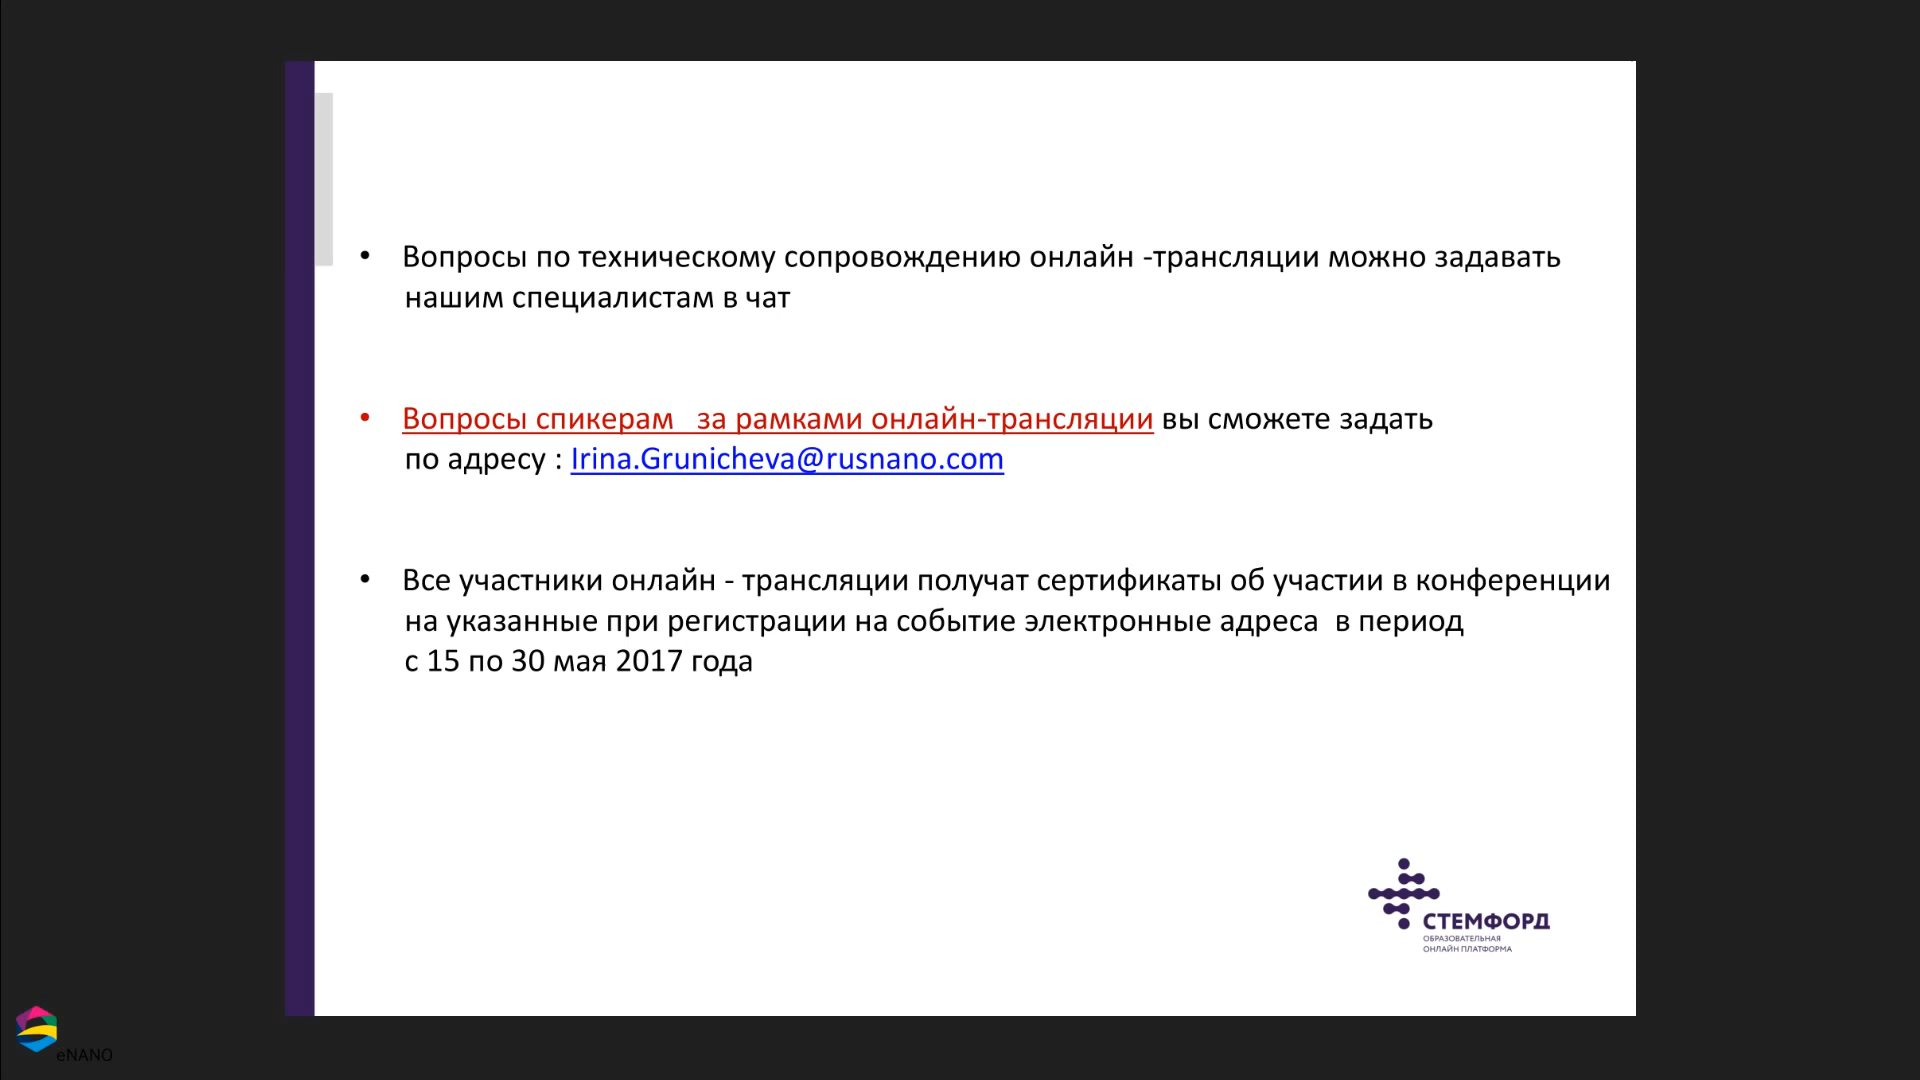 • Вопросы по техническому сопровождению онлайн -трансляции можно задавать
нашим специалистам в чат
• Вопросы спикерам   за рамками онлайн-трансляции вы сможете задать
по адресу : Irina.Grunicheva@rusnano.com
• Все участники онлайн - трансляции получат сертификаты об участии в конференции
на указанные при регистрации на событие электронные адреса  в период
с 15 по 30 мая 2017 года
СТЕМФОРД
ОБРАЗОВАТЕЛЬНАЯ
ОНЛАЙН ПЛАТФОРМА
eNANO